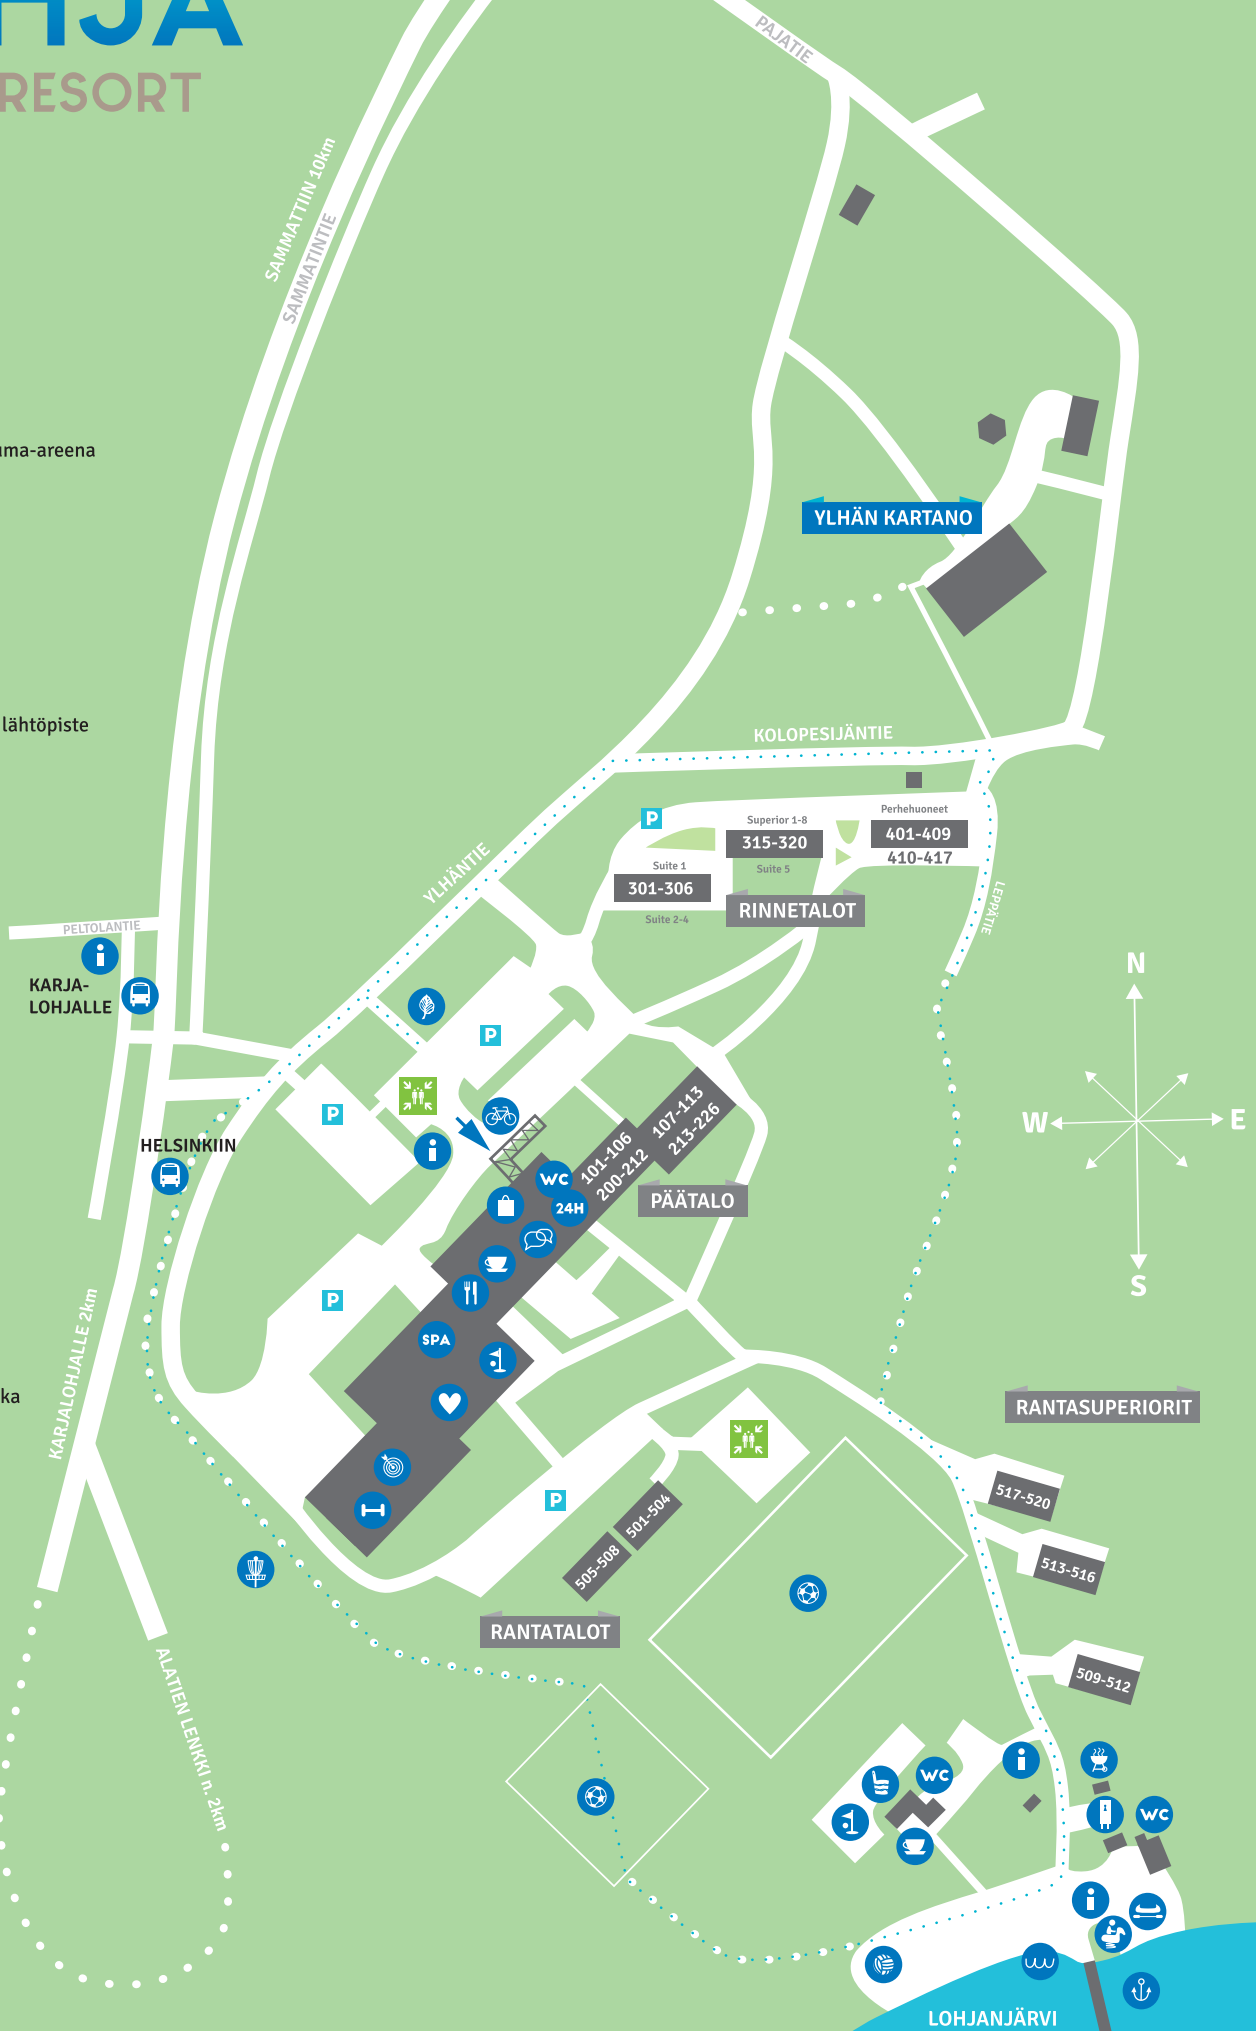 HJA
RESORT
PAJATIE
SAMMATTIIN 10km
SAMMATINTIE
uma-areena
YLHÄN KARTANO
lähtöpiste
KOLOPESIJÄNTIE
P
Superior 1-8
315-320
Suite 5
Perhehuoneet
401-409
410-417
Suite 1
301-306
Suite 2-4
RINNETALOT
YLHÄNTIE
LEPPÄTIE
PELTOLANTIE
i
KARJA-
LOHJALLE
N
W
E
S
P
P
HELSINKIIN
i
101-106
200-212
107-113
213-226
WC
24H
PÄÄTALO
P
SPA
KARJALOHJALLE 2km
ka
RANTASUPERIORIT
P
517-520
501-504
505-508
513-516
RANTATALOT
509-512
ALATIEN LENKKI n. 2km
i
WC
WC
i
LOHJANJÄRVI